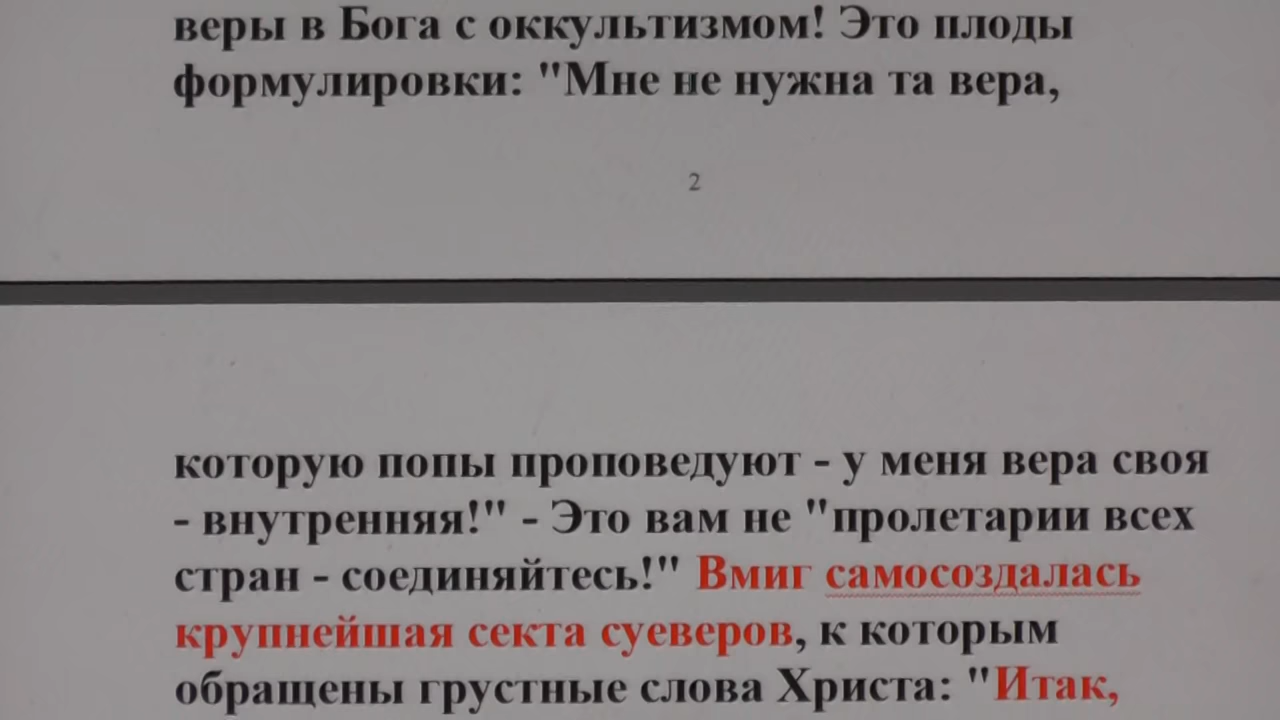 веры в Бога с оккультизмом! Это плоды
формулировки: "Мне не нужна та вера,
2
которую попы проповедуют - у меня вера своя
- внутренняя!" - Это вам не "пролетарии всех
стран - соединяйтесь!" Вмиг самосоздалась
крупнейшая секта суеверов, к которым
обращены грустные слова Христа: "Итак,